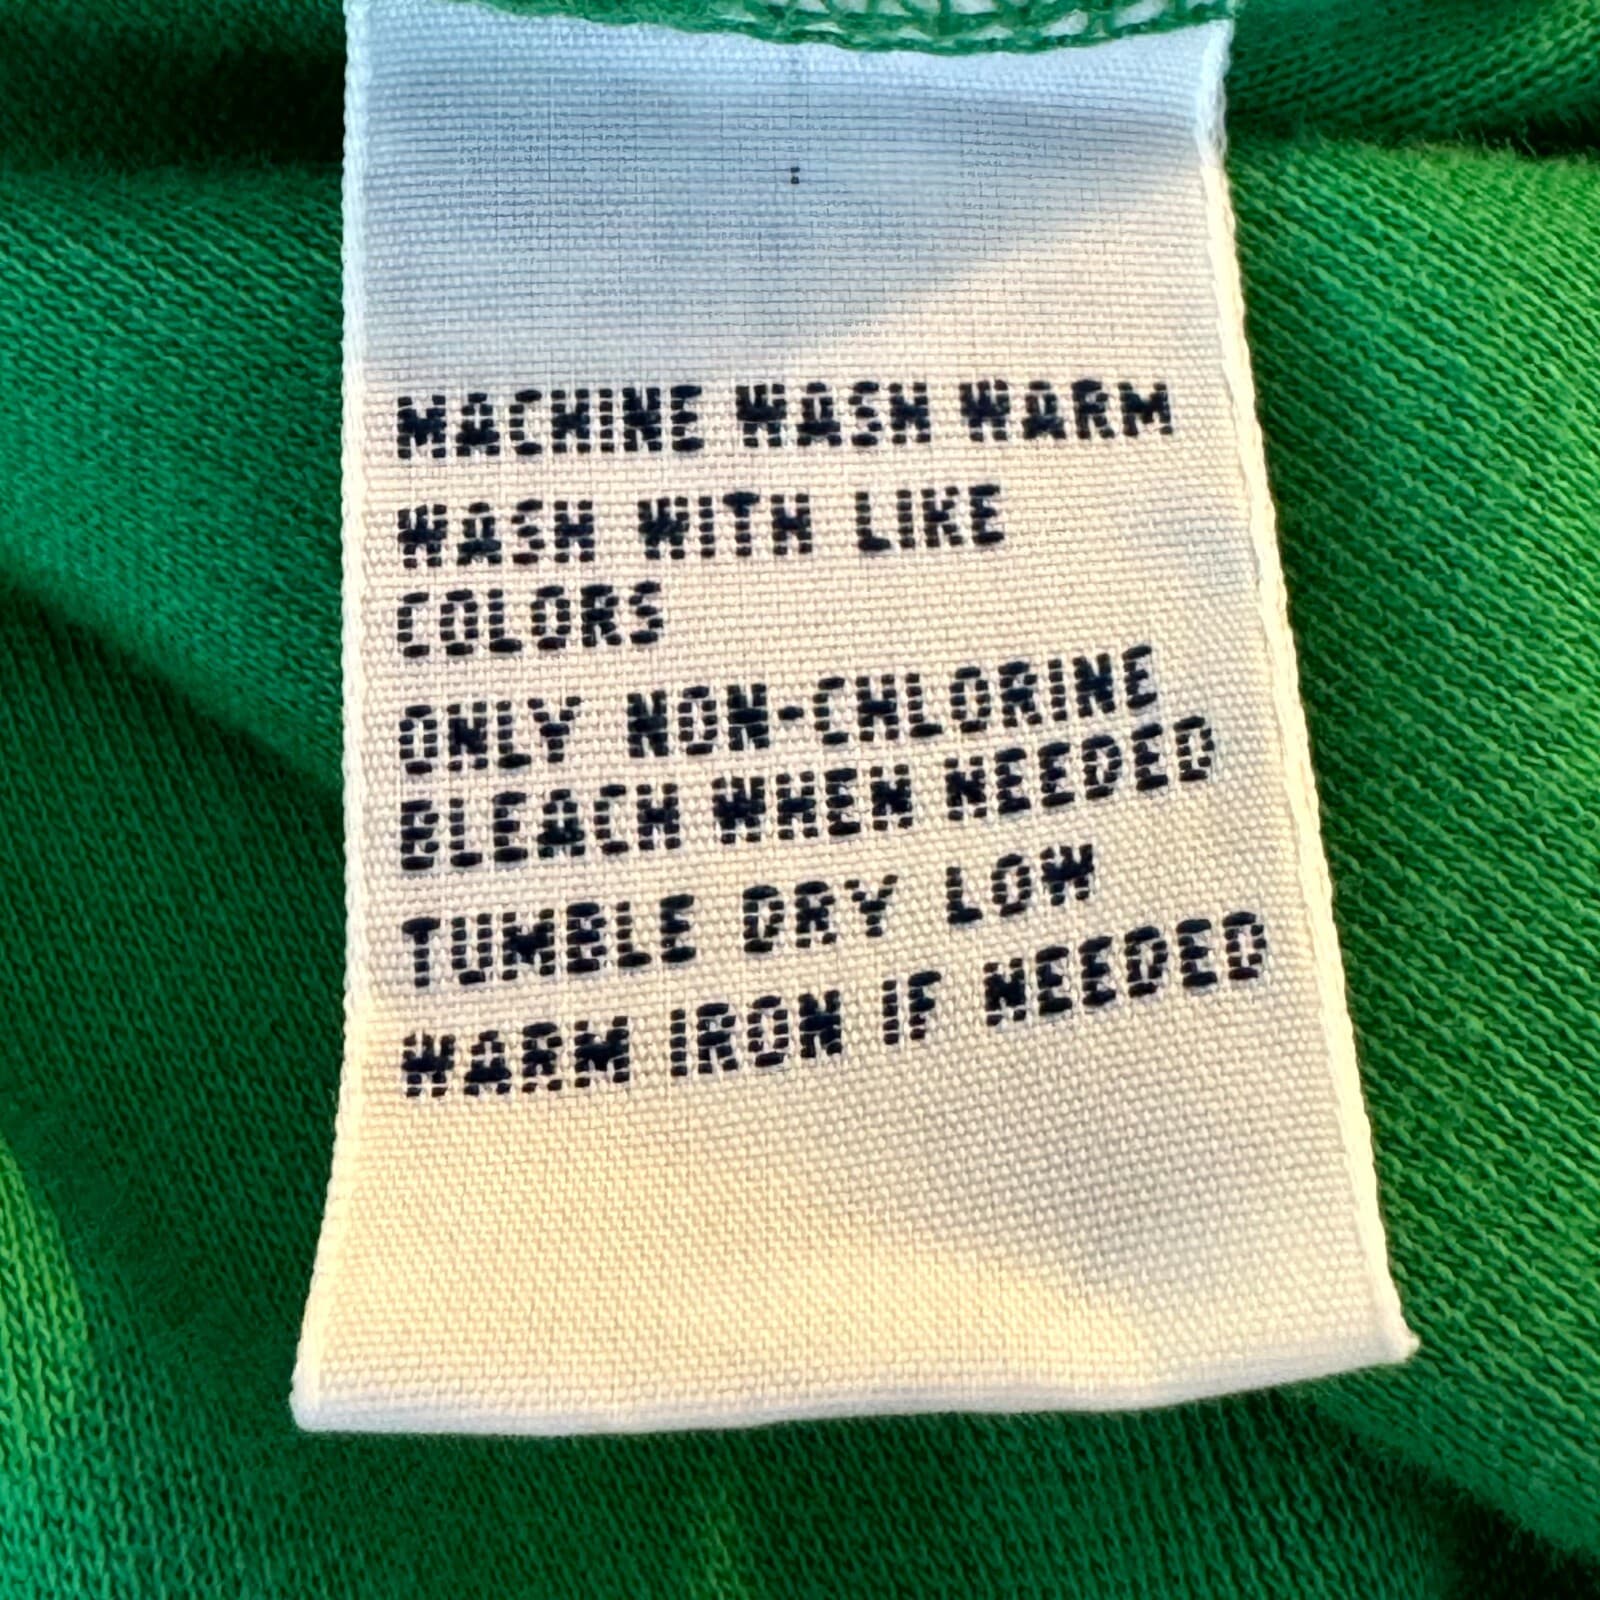 MACHINE WASH WARM
WASH WITH LIKE
COLORS
ONLY NON-CHLORINE
BLEACH WHEN NEEDED
TUMBLE DRY LOW
WARM IRON IF NEEDED